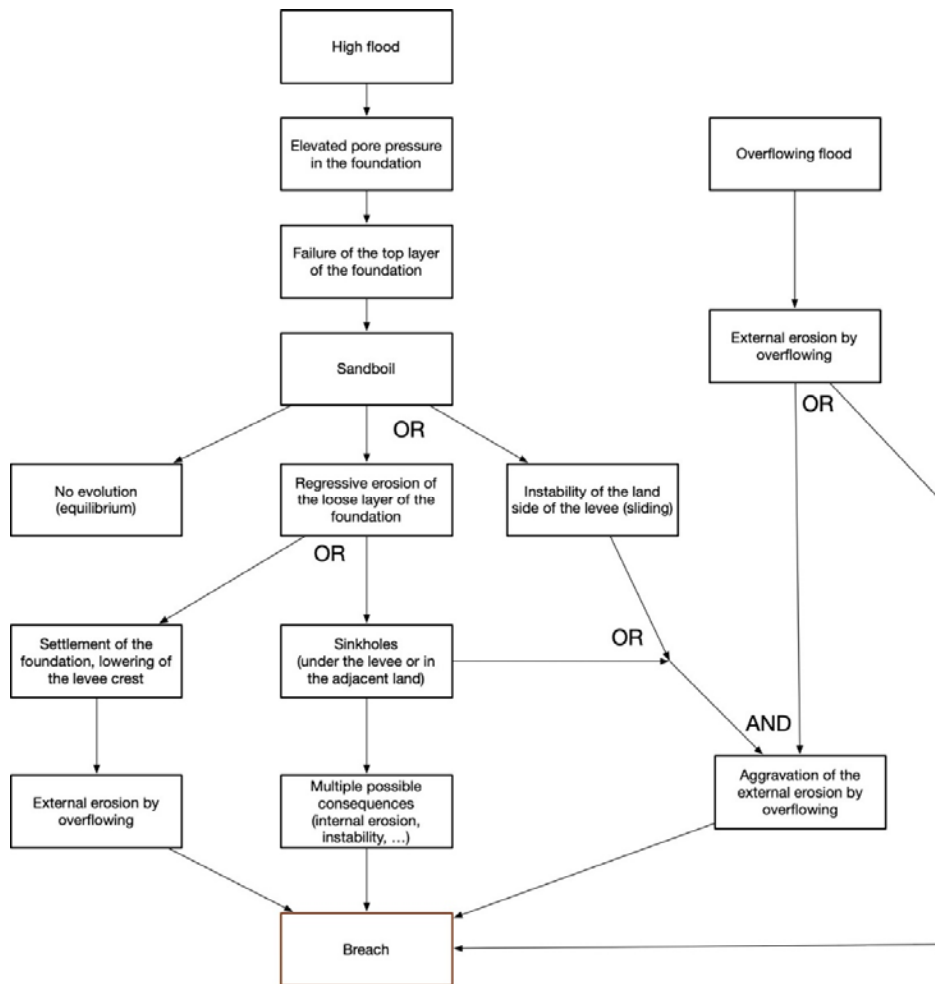 High flood
Elevated pore pressure
in the foundation
Overflowing flood
Failure of the top layer
of the foundation
External erosion by
overflowing
Sandboil
OR
OR
No evolution
(equilibrium)
Regressive erosion of
the loose layer of the
foundation
Instability of the land
side of the levee (sliding)
OR
Settlement of the
foundation, lowering of
the levee crest
Sinkholes
(under the levee or in
the adjacent land)
OR
AND
External erosion by
overflowing
Multiple possible
consequences
(internal erosion,
instability, ...)
Aggravation of the
external erosion by
overflowing
Breach